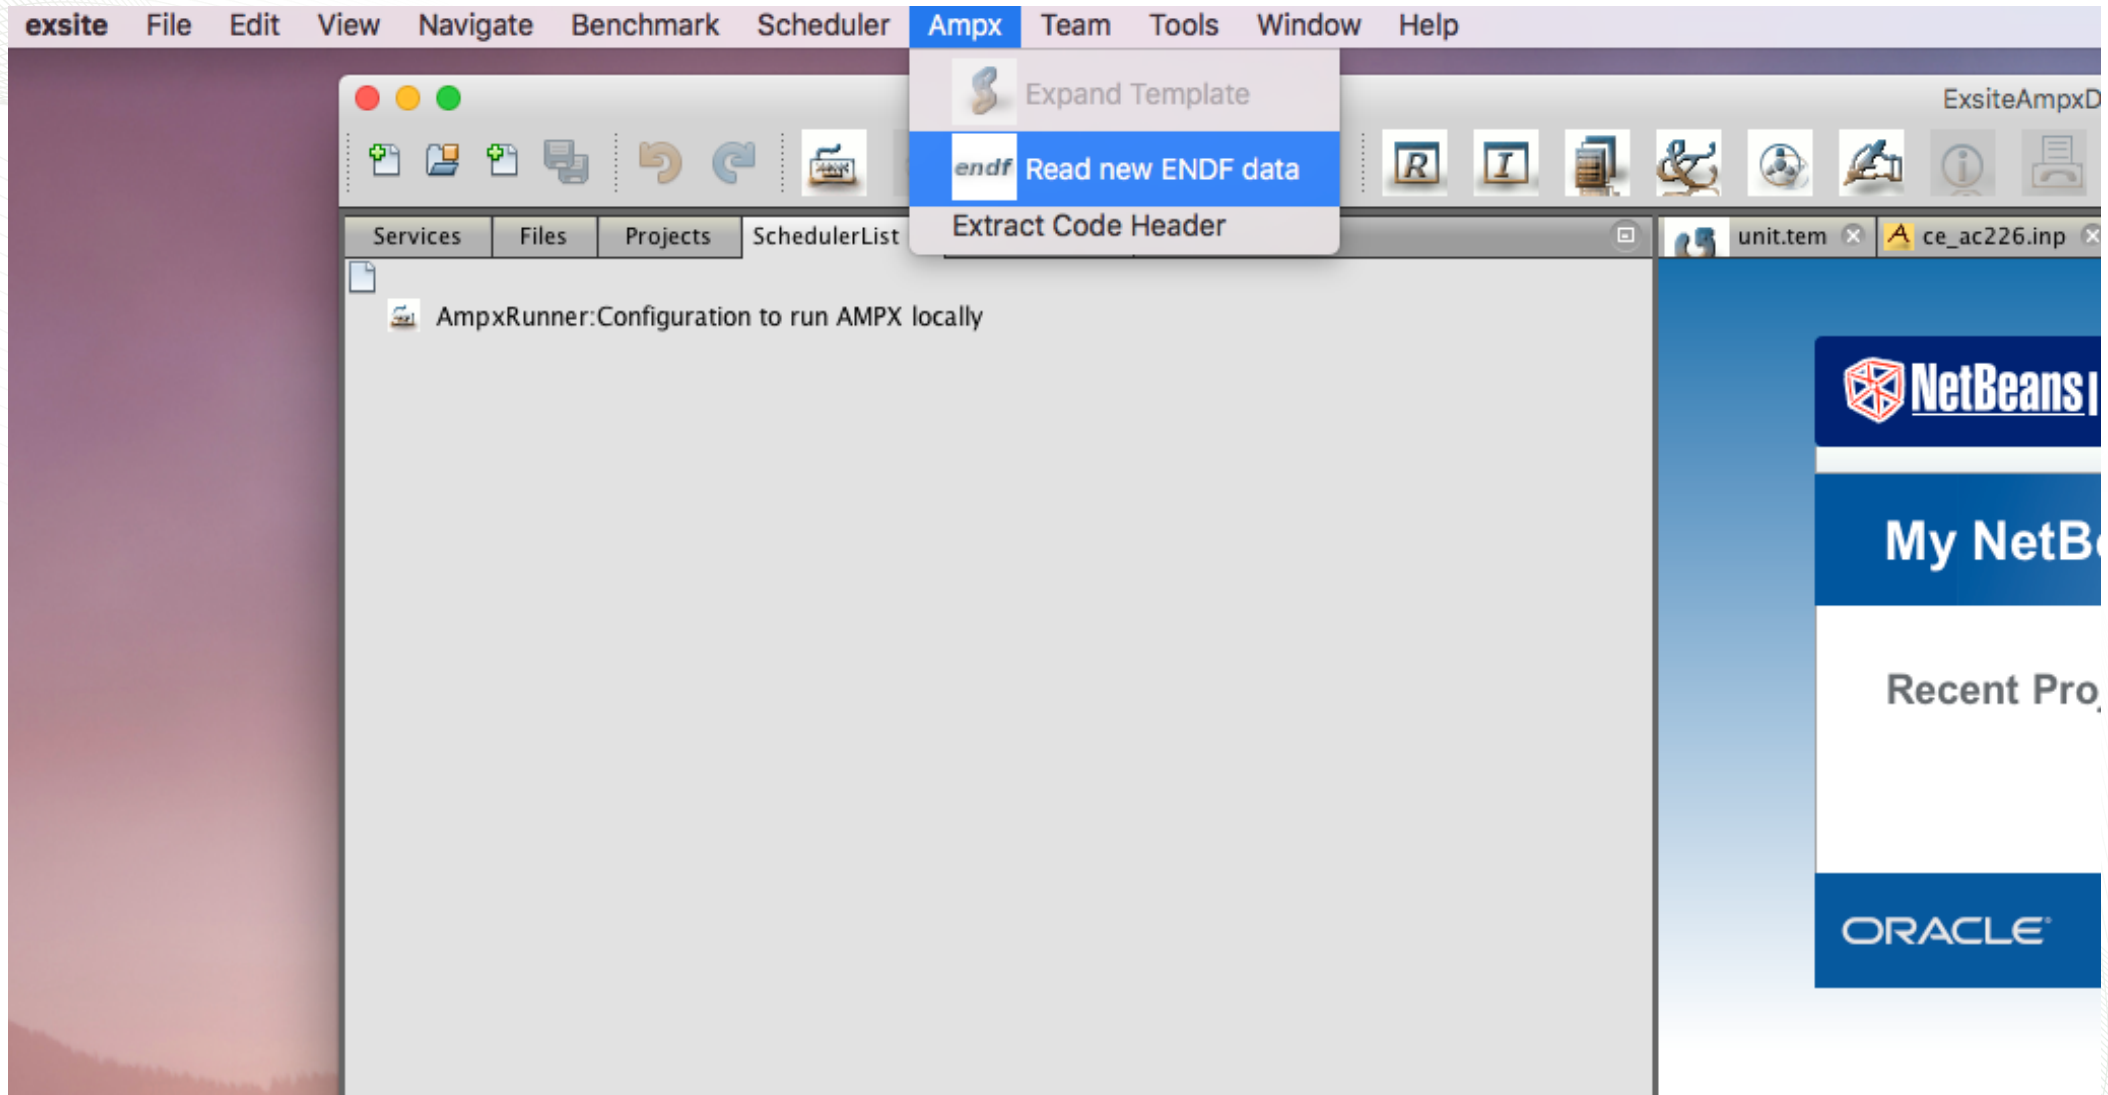 exsite File Edit View Navigate Benchmark Scheduler Ampx Team Tools Window Help
Expand Template
ExsiteAmpxD
endf Read new ENDF data
R I
Extract Code Header
Services Files Projects SchedulerList
unit.tem A ce_ac226.inp
AmpxRunner:Configuration to run AMPX locally
NetBeans
My NetB
Recent Pro
ORACLE